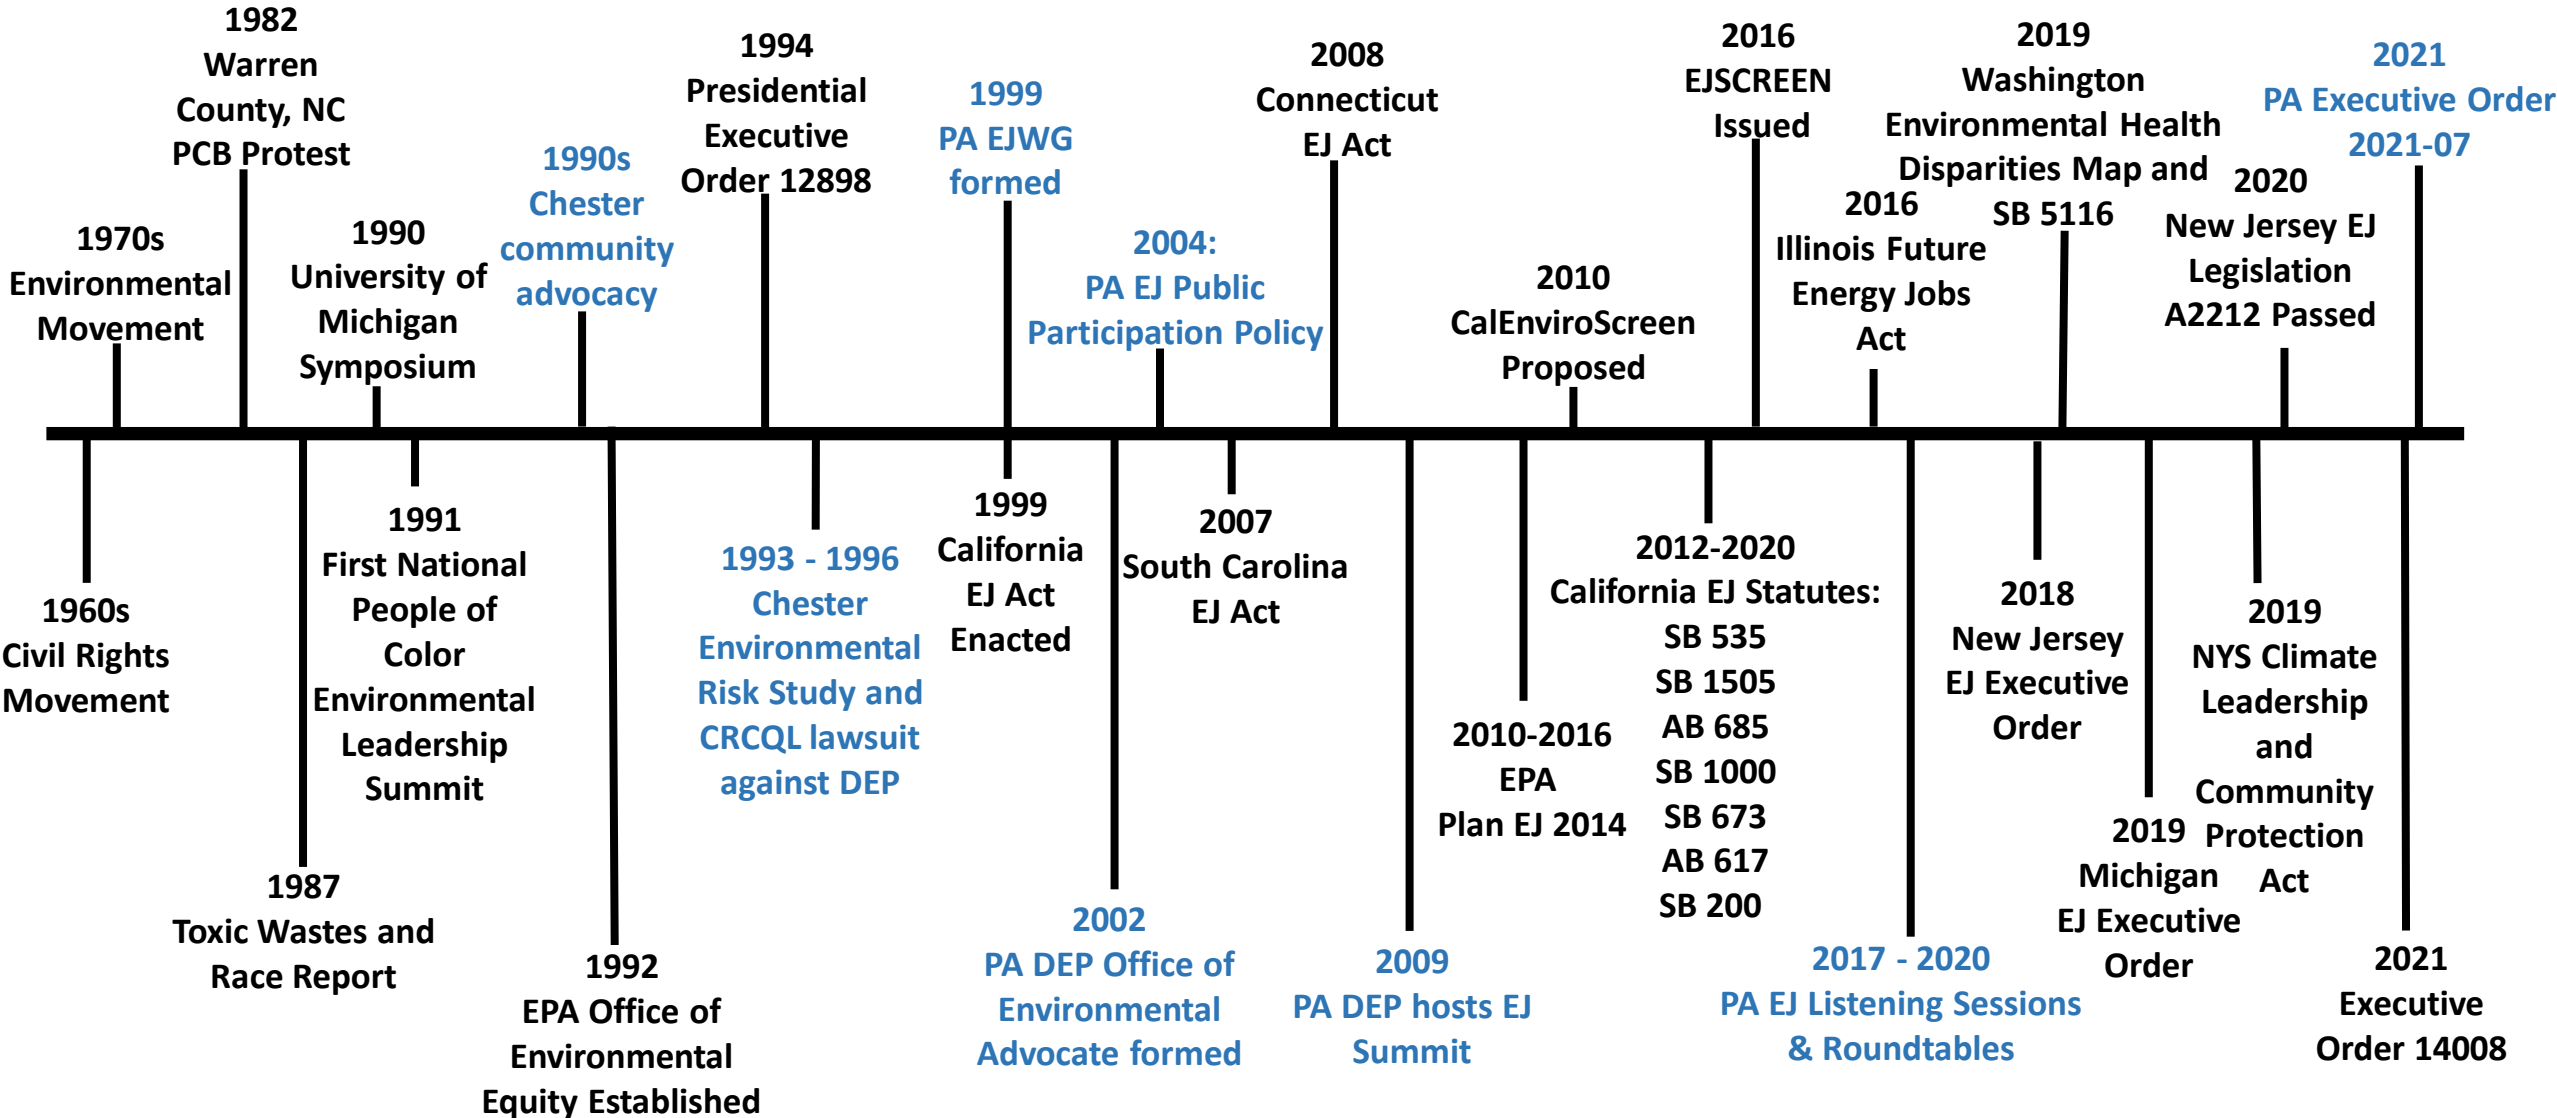 1982
Warren
County, NC
PCB Protest
1994
Presidential
Executive
Order 12898
1999
PA EJWG
formed
2008
Connecticut
EJ Act
2016
EJSCREEN
Issued
2019
Washington
Environmental Health
Disparities Map and
SB 5116
2021
PA Executive Order
2021-07
1970s
Environmental
Movement
1990
University of
Michigan
Symposium
1990s
Chester
community
advocacy
2004:
PA EJ Public
Participation Policy
2010
CalEnviroScreen
Proposed
2016
Illinois Future
Energy Jobs
Act
2020
New Jersey EJ
Legislation
A2212 Passed
1960s
Civil Rights
Movement
1987
Toxic Wastes and
Race Report
1991
First National
People of
Color
Environmental
Leadership
Summit
1992
EPA Office of
Environmental
Equity Established
1993 - 1996
Chester
Environmental
Risk Study and
CRCQL lawsuit
against DEP
1999
California
EJ Act
Enacted
2002
PA DEP Office of
Environmental
Advocate formed
2007
South Carolina
EJ Act
2009
PA DEP hosts EJ
Summit
2010-2016
EPA
Plan EJ 2014
2012-2020
California EJ Statutes:
SB 535
SB 1505
AB 685
SB 1000
SB 673
AB 617
SB 200
2017 - 2020
PA EJ Listening Sessions
& Roundtables
2018
New Jersey
EJ Executive
Order
2019
Michigan
EJ Executive
Order
2019
NYS Climate
Leadership
and
Community
Protection
Act
2021
Executive
Order 14008